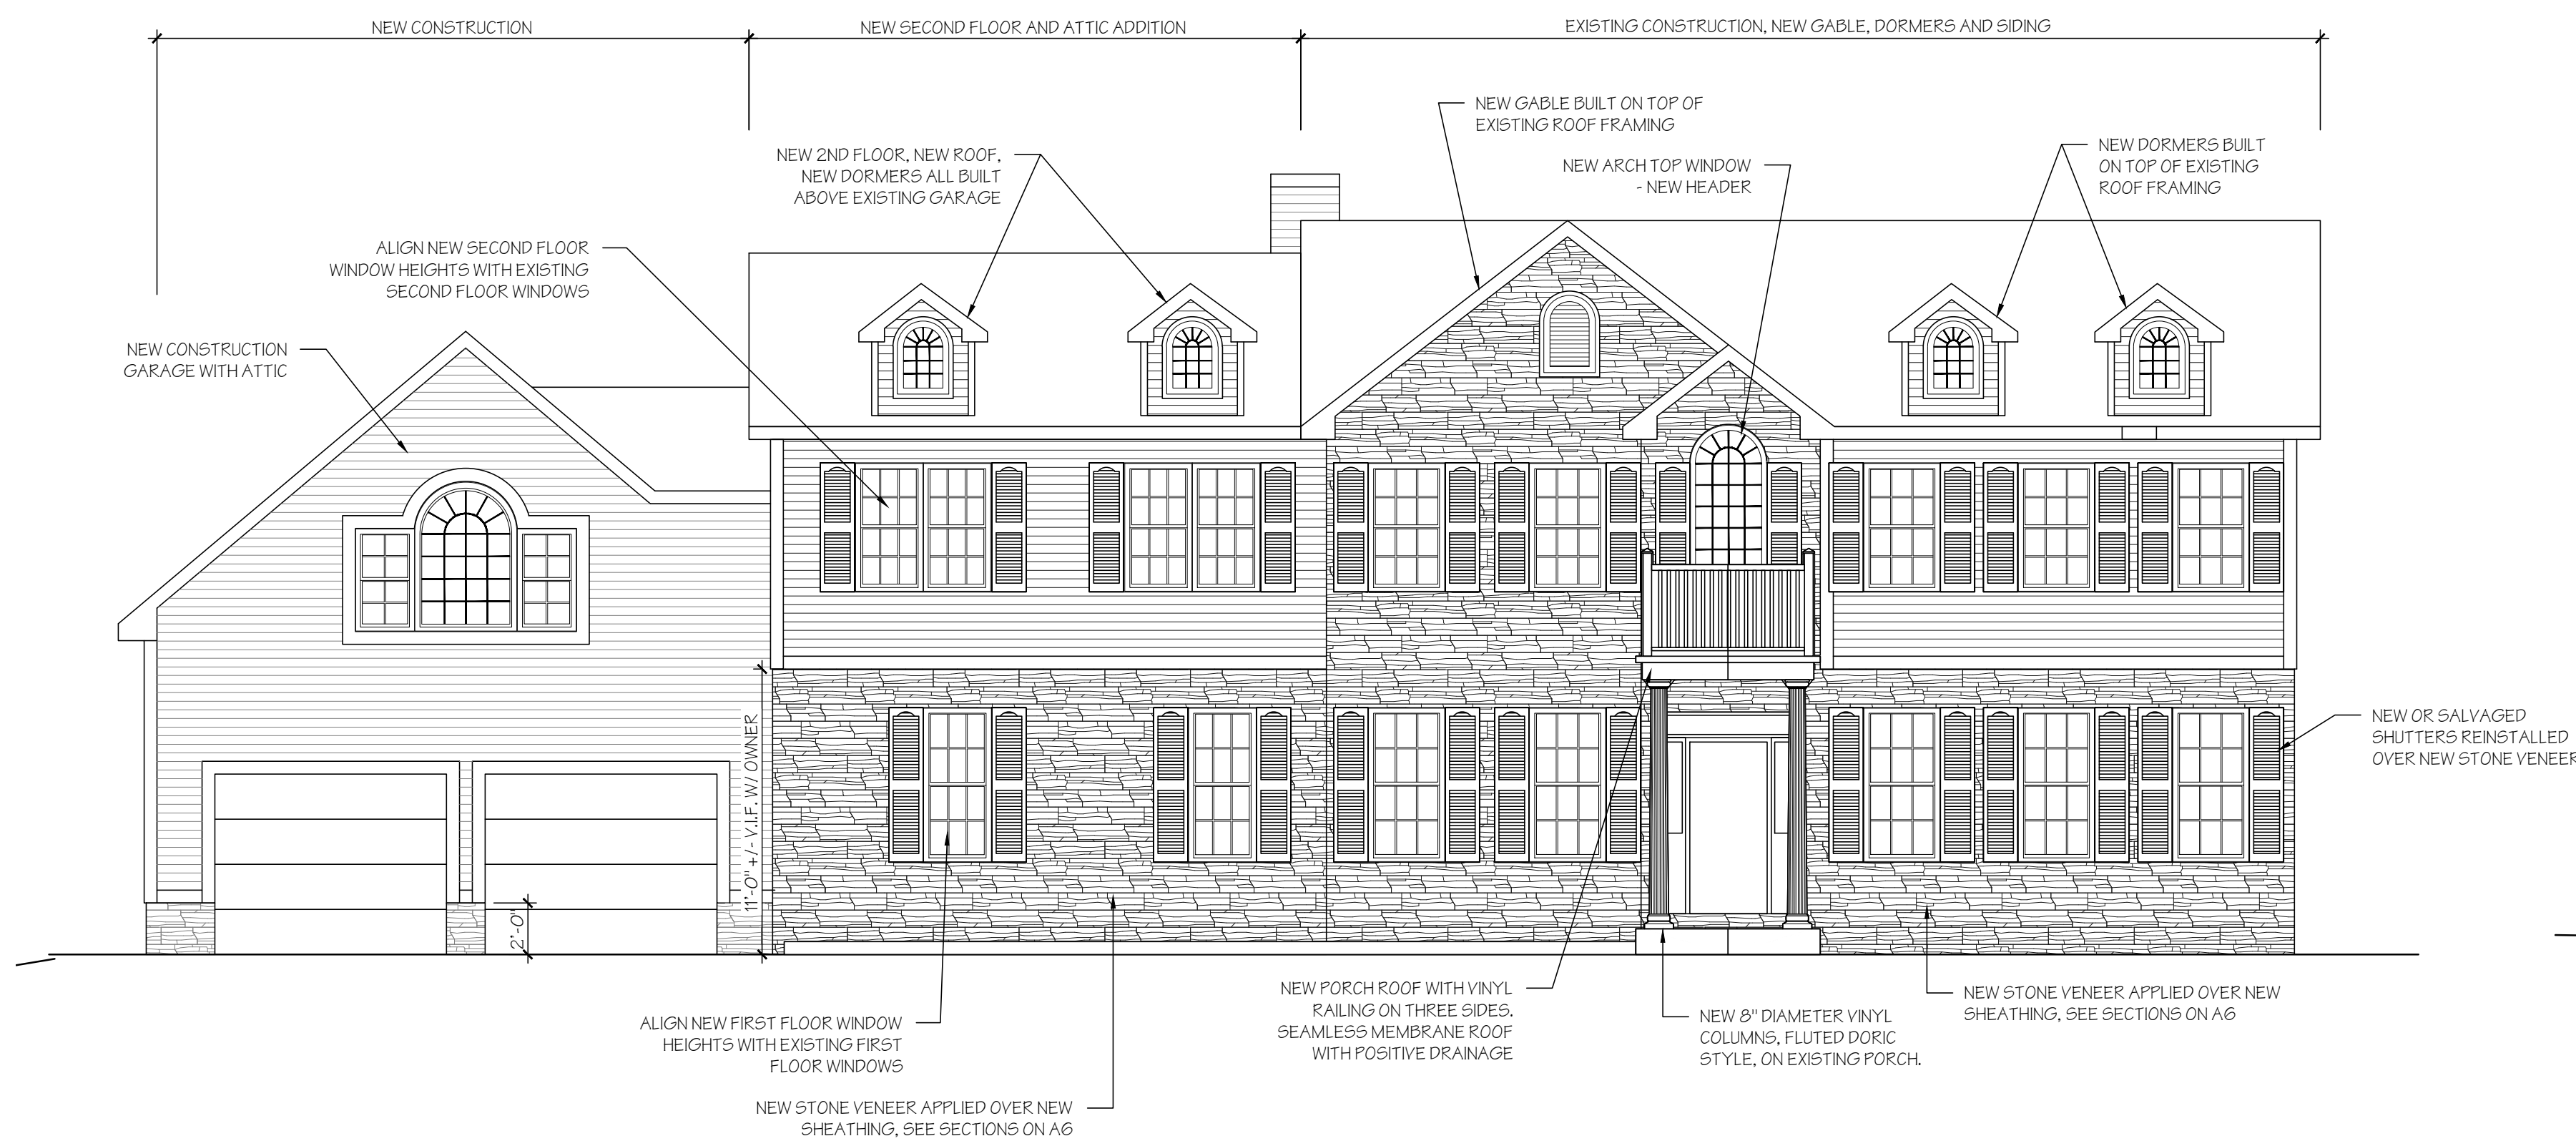 NEW CONSTRUCTION
NEW SECOND FLOOR AND ATTIC ADDITION
EXISTING CONSTRUCTION, NEW GABLE, DORMERS AND SIDING
NEW GABLE BUILT ON TOP OF
EXISTING ROOF FRAMING
NEW 2ND FLOOR, NEW ROOF,
NEW DORMERS ALL BUILT
ABOVE EXISTING GARAGE
NEW ARCH TOP WINDOW
- NEW HEADER
NEW DORMERS BUILT
ON TOP OF EXISTING
ROOF FRAMING
ALIGN NEW SECOND FLOOR
WINDOW HEIGHTS WITH EXISTING
SECOND FLOOR WINDOWS
NEW CONSTRUCTION
GARAGE WITH ATTIC
11'-0" +/- V.I.F. W/ OWNER
2'-0"
NEW OR SALVAGED
SHUTTERS REINSTALLED
OVER NEW STONE VENEER
NEW PORCH ROOF WITH VINYL
RAILING ON THREE SIDES.
SEAMLESS MEMBRANE ROOF
WITH POSITIVE DRAINAGE
NEW 8" DIAMETER VINYL
COLUMNS, FLUTED DORIC
STYLE, ON EXISTING PORCH.
NEW STONE VENEER APPLIED OVER NEW
SHEATHING, SEE SECTIONS ON A6
ALIGN NEW FIRST FLOOR WINDOW
HEIGHTS WITH EXISTING FIRST
FLOOR WINDOWS
NEW STONE VENEER APPLIED OVER NEW
SHEATHING, SEE SECTIONS ON A6